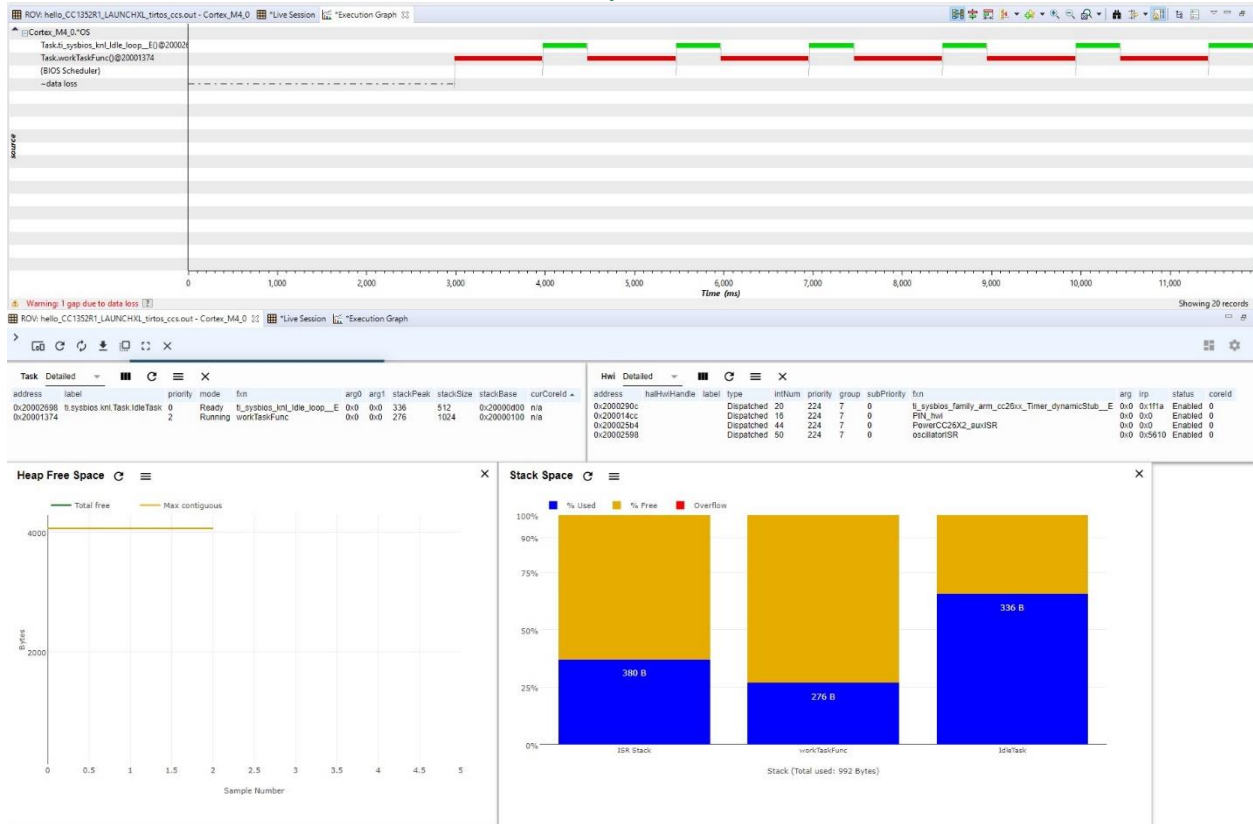 ROV: hello_CC1352R1_LAUNCHXL_tirtos_ccs.out - Cortex_M4_0 *Live Session *Execution Graph
Cortex_M4_0.*OS
Task.ti_sysbios_knl_Idle_loop__E()@200026
Task.workTaskFunc()@20001374
{BIOS Scheduler}
~data loss
source
0 1,000 2,000 3,000 4,000 5,000 6,000 7,000 8,000 9,000 10,000 11,000
Time (ms)
Warning: 1 gap due to data loss ? Showing 20 records
ROV: hello_CC1352R1_LAUNCHXL_tirtos_ccs.out - Cortex_M4_0 *Live Session *Execution Graph
Task Detailed
address label priority mode fxn arg0 arg1 stackPeak stackSize stackBase curCoreId
0x20002698 ti.sysbios.knl.Task.IdleTask 0 Ready ti_sysbios_knl_Idle_loop__E 0x0 0x0 336 512 0x20000d00 n/a
0x20001374 2 Running workTaskFunc 0x0 0x0 276 1024 0x20000100 n/a
Hwi Detailed
address halHwiHandle label type intNum priority group subPriority fxn arg irp status coreId
0x2000290c Dispatched 20 224 7 0 ti_sysbios_family_arm_cc26xx_Timer_dynamicStub__E 0x0 0x1f1a Enabled 0
0x200014cc Dispatched 16 224 7 0 PIN_hwi 0x0 0x0 Enabled 0
0x200025b4 Dispatched 44 224 7 0 PowerCC26X2_auxISR 0x0 0x0 Enabled 0
0x20002598 Dispatched 50 224 7 0 oscillatorISR 0x0 0x5610 Enabled 0
Heap Free Space
Total free Max contiguous
4000
2000
Bytes
0 0.5 1 1.5 2 2.5 3 3.5 4 4.5 5
Sample Number
Stack Space
% Used % Free Overflow
100%
90%
75%
50%
25%
0%
380 B
276 B
336 B
ISR Stack workTaskFunc IdleTask
Stack (Total used: 992 Bytes)